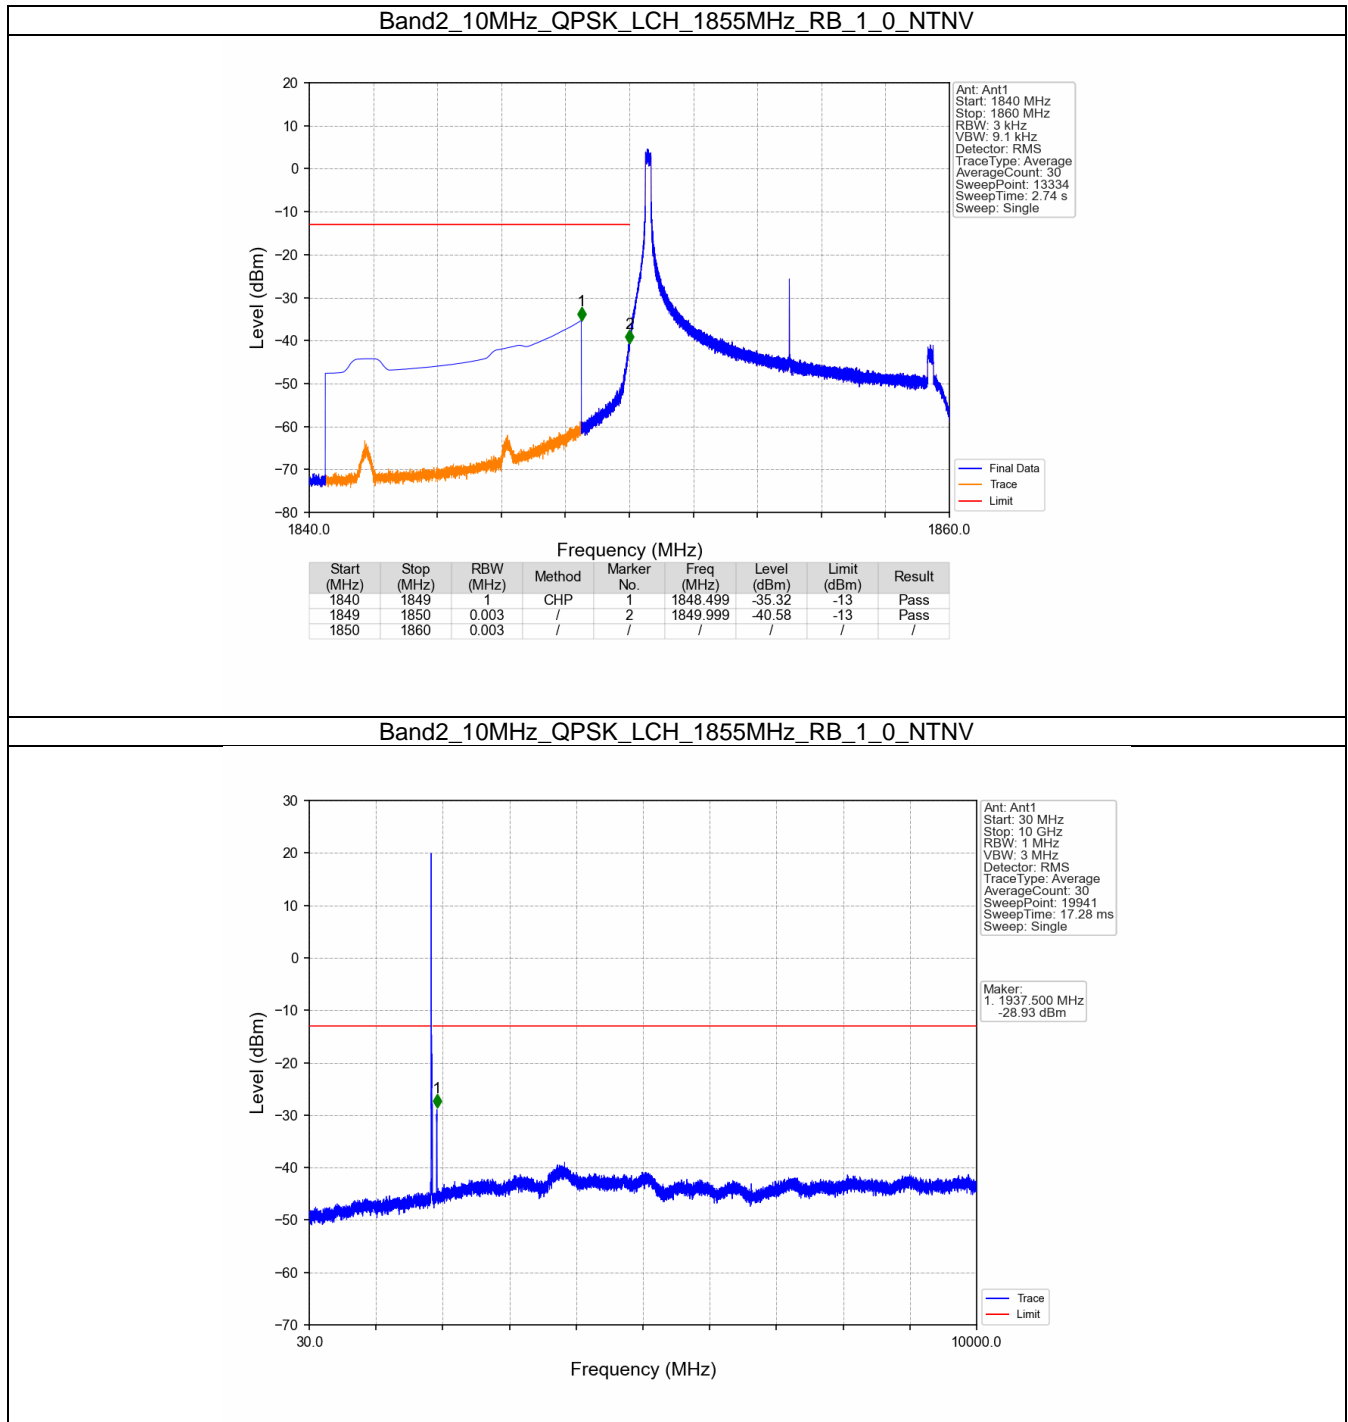 Band2_10MHz_QPSK_LCH_1855MHz_RB_1_0_NTNV
20
10
0
−10
−20
−30
−40
−50
−60
−70
−80
Level (dBm)
1
2
1840.0
1860.0
Frequency (MHz)
Ant: Ant1
Start: 1840 MHz
Stop: 1860 MHz
RBW: 3 kHz
VBW: 9.1 kHz
Detector: RMS
TraceType: Average
AverageCount: 30
SweepPoint: 13334
SweepTime: 2.74 s
Sweep: Single
Final Data
Trace
Limit
Start (MHz) Stop (MHz) RBW (MHz) Method Marker No. Freq (MHz) Level (dBm) Limit (dBm) Result
1840 1849 1 CHP 1 1848.499 -35.32 -13 Pass
1849 1850 0.003 / 2 1849.999 -40.58 -13 Pass
1850 1860 0.003 / / / / / /
Band2_10MHz_QPSK_LCH_1855MHz_RB_1_0_NTNV
30
20
10
0
−10
−20
−30
−40
−50
−60
−70
Level (dBm)
1
30.0
10000.0
Frequency (MHz)
Ant: Ant1
Start: 30 MHz
Stop: 10 GHz
RBW: 1 MHz
VBW: 3 MHz
Detector: RMS
TraceType: Average
AverageCount: 30
SweepPoint: 19941
SweepTime: 17.28 ms
Sweep: Single
Maker:
1. 1937.500 MHz
-28.93 dBm
Trace
Limit